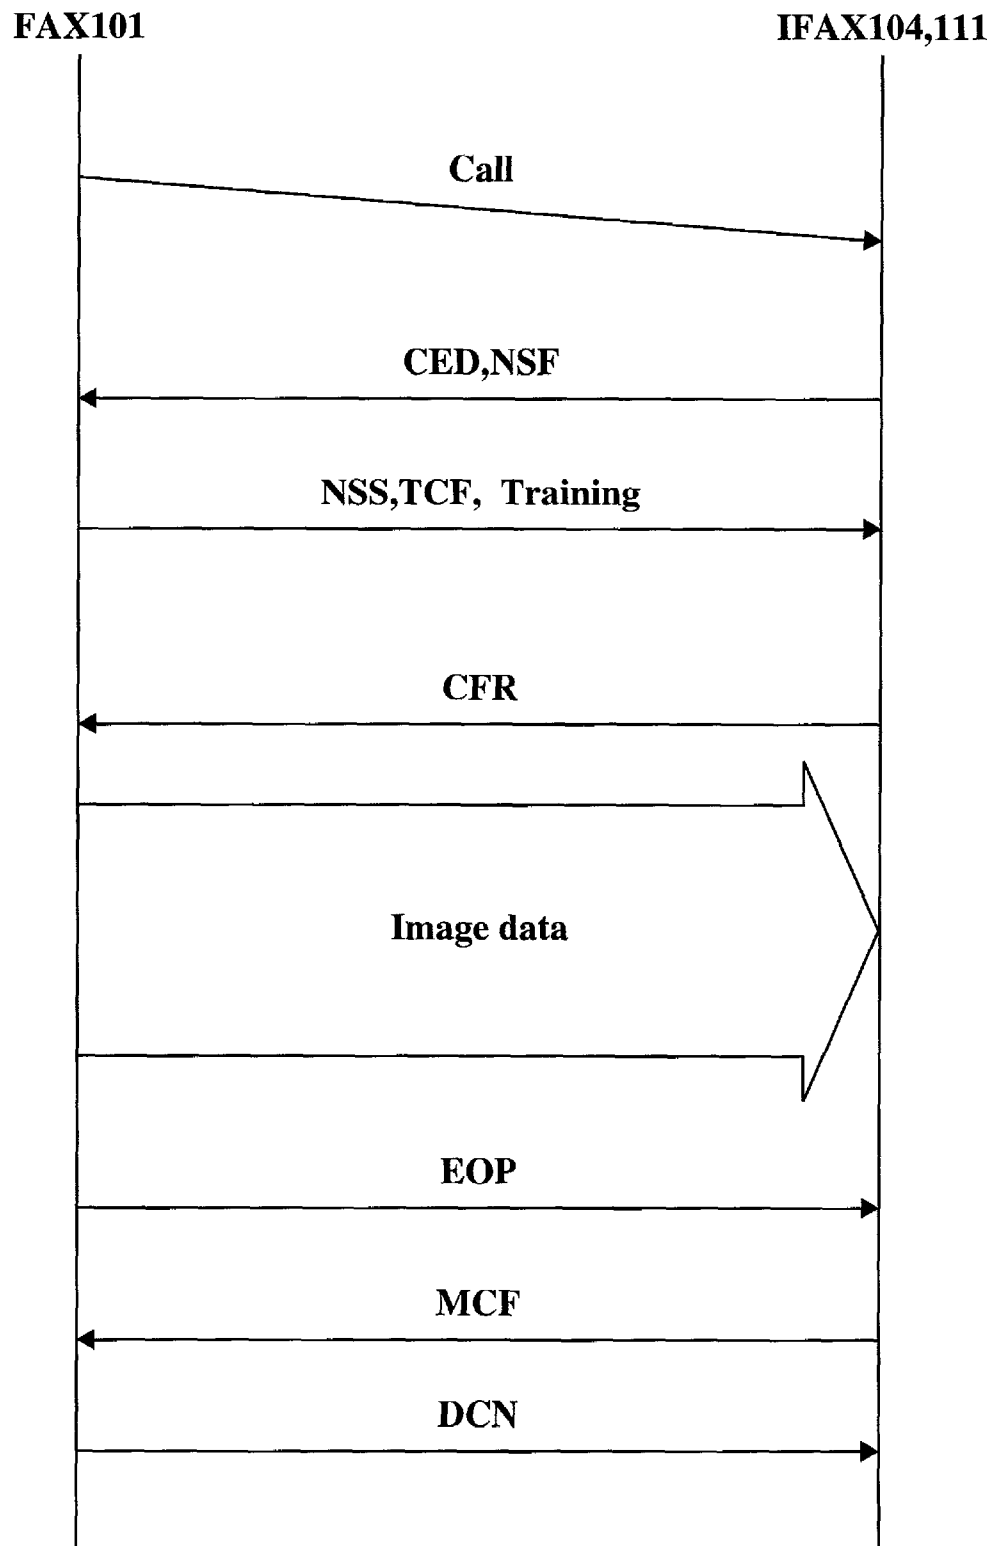 FAX101 IFAX104,111
Call
CED,NSF
NSS,TCF, Training
CFR
Image data
EOP
MCF
DCN